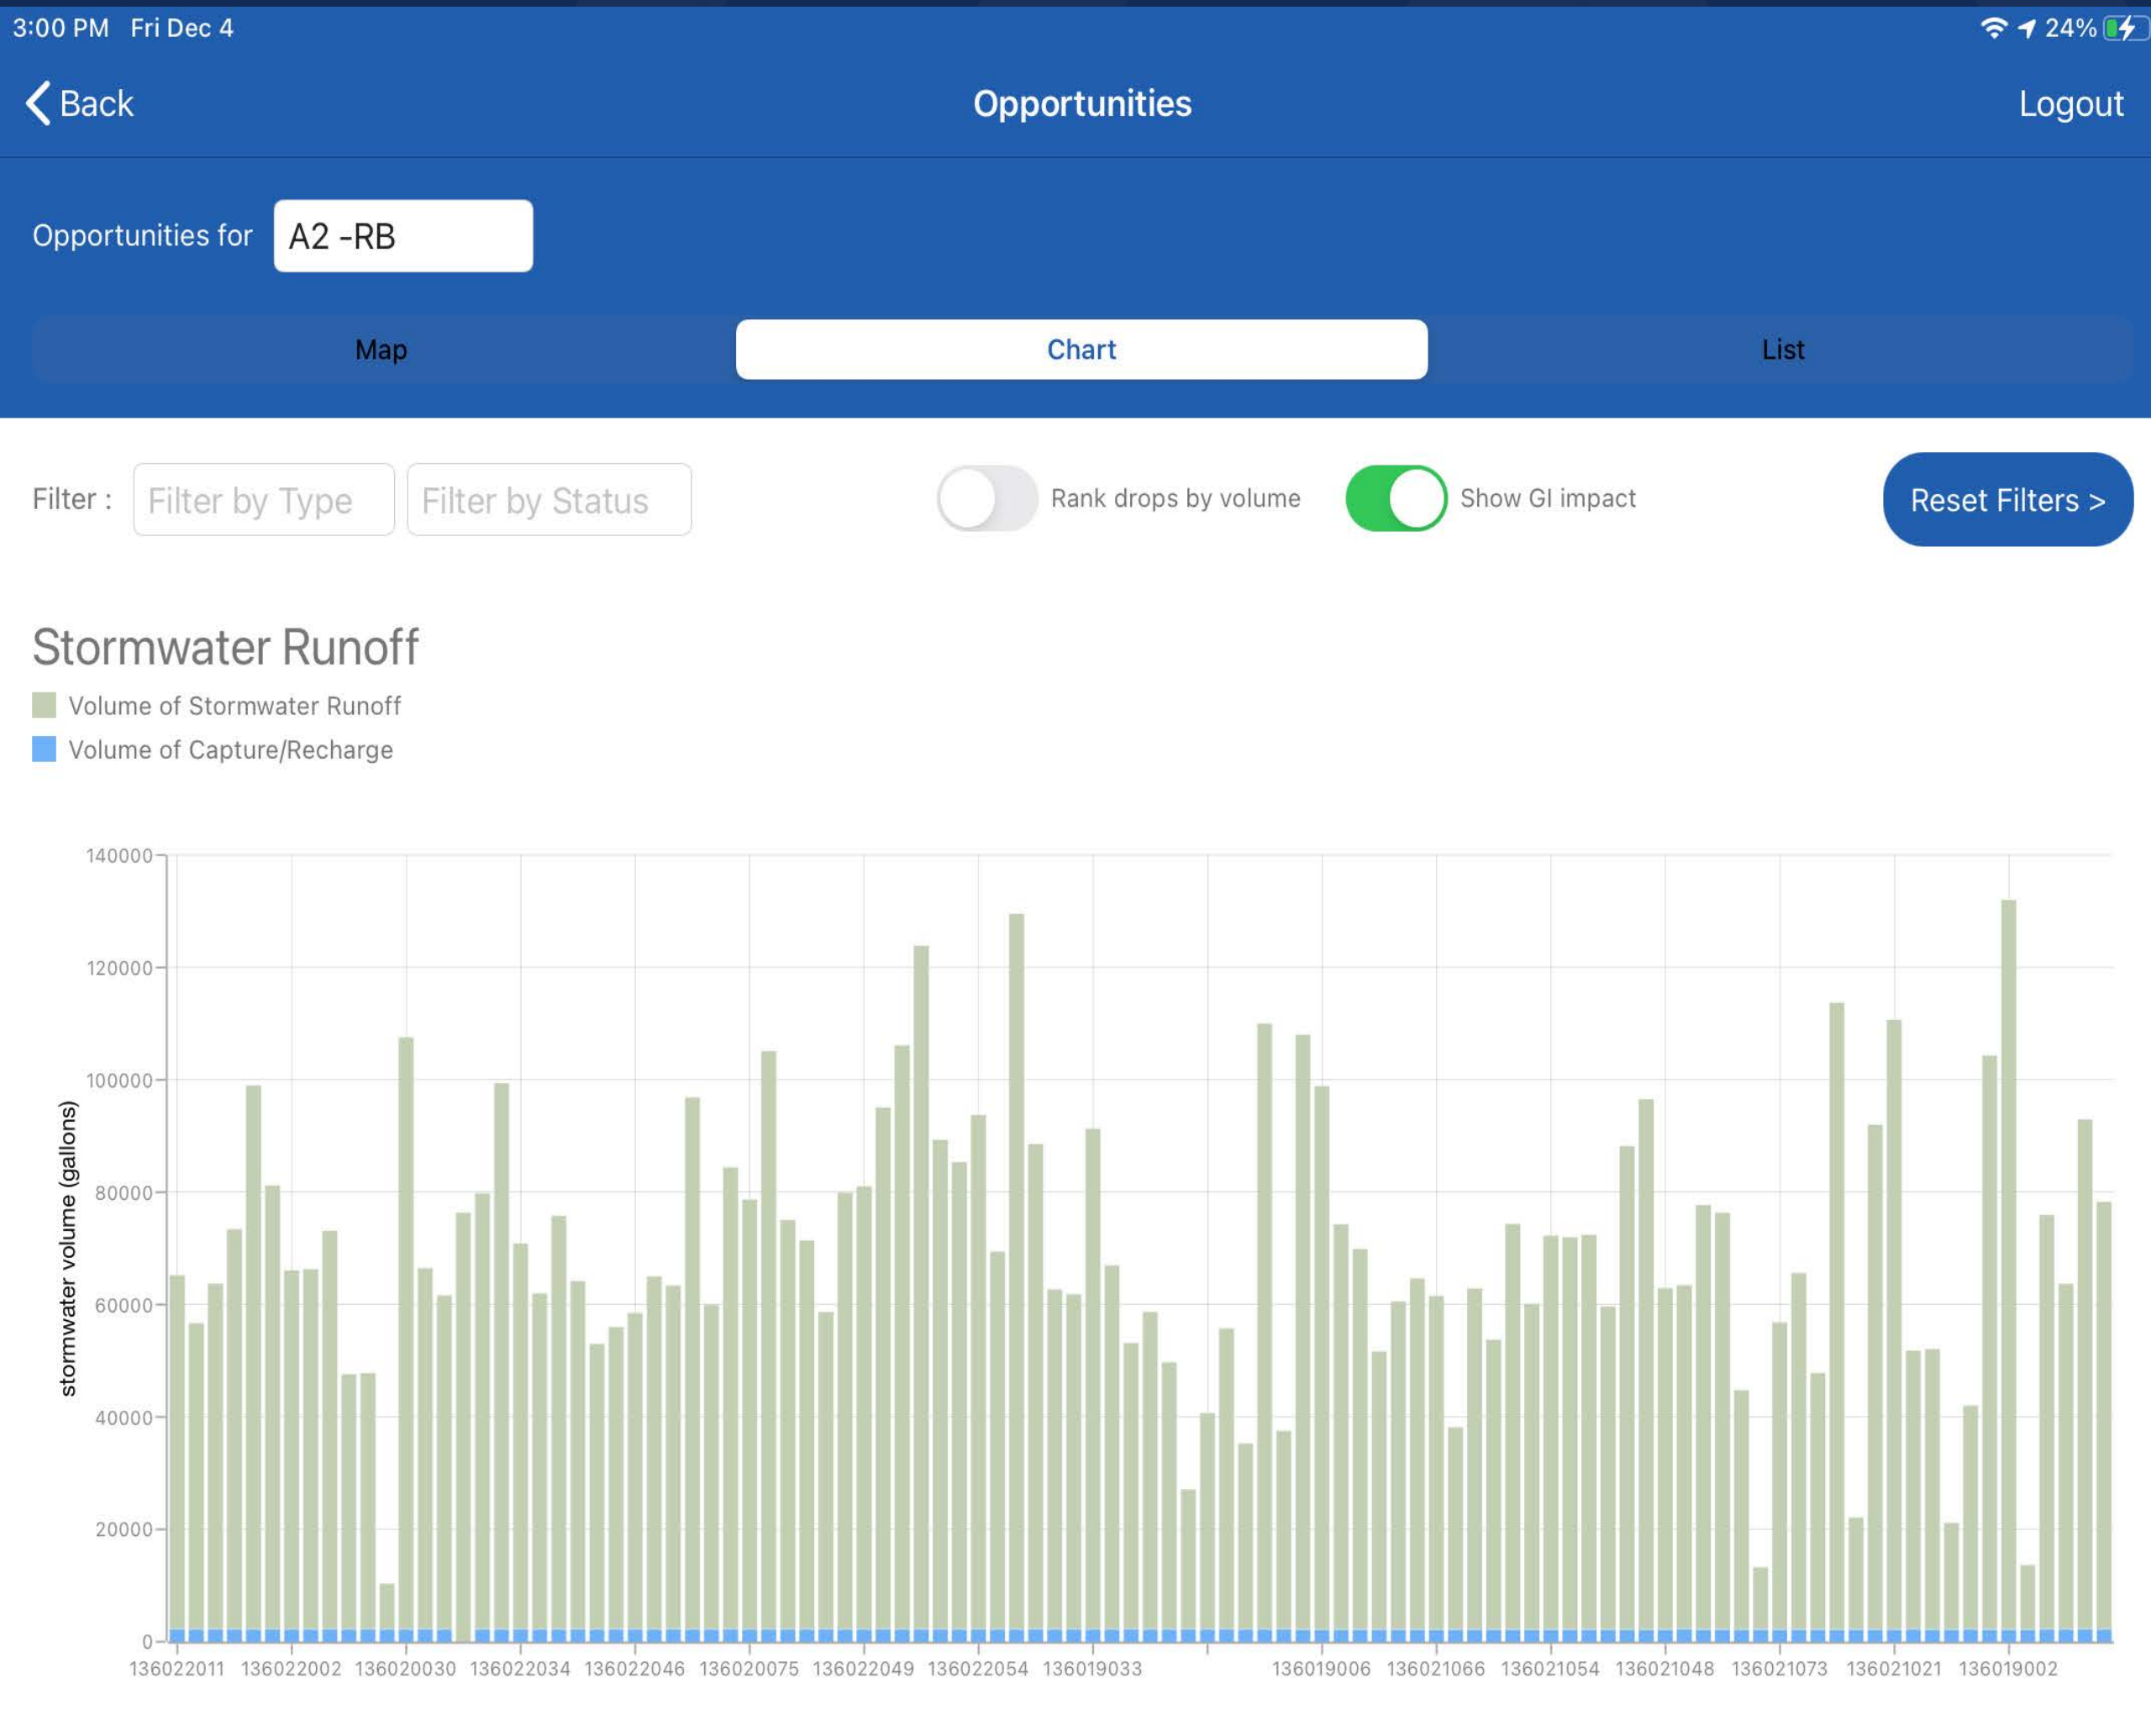 3:00 PM Fri Dec 4
24%
Back
Opportunities
Logout
Opportunities for A2 -RB
Map
Chart
List
Filter : Filter by Type Filter by Status Rank drops by volume Show GI impact Reset Filters >
Stormwater Runoff
Volume of Stormwater Runoff
Volume of Capture/Recharge
stormwater volume (gallons)
140000
120000
100000
80000
60000
40000
20000
0
136022011 136022002 136020030 136022034 136022046 136020075 136022049 136022054 136019033 136019006 136021066 136021054 136021048 136021073 136021021 136019002